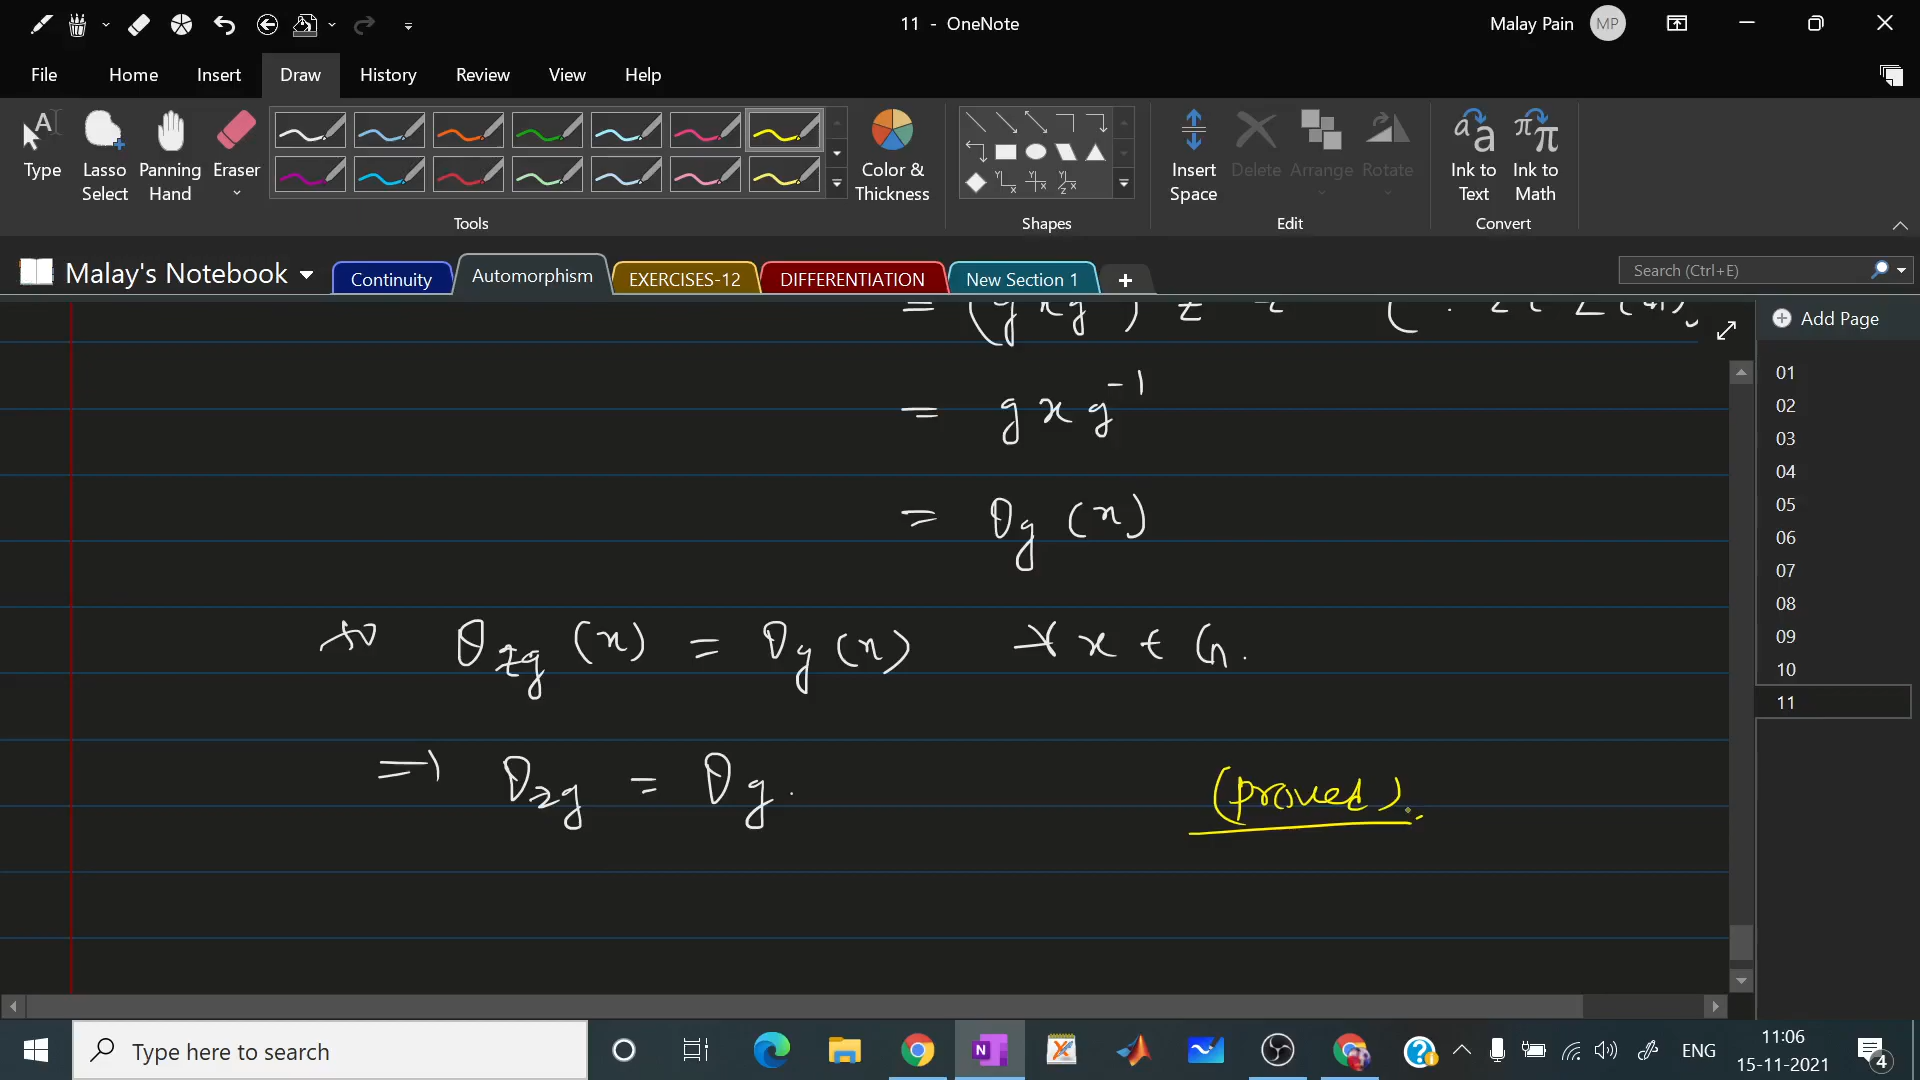 11 - OneNote
Malay Pain MP
File Home Insert Draw History Review View Help
Type
Lasso Select
Panning Hand
Eraser
Color & Thickness
Insert Space
Delete Arrange Rotate
Ink to Text
Ink to Math
Tools Shapes Edit Convert
Malay's Notebook Continuity Automorphism EXERCISES-12 DIFFERENTIATION New Section 1 +
Search (Ctrl+E)
Add Page
01
02
03
04
05
06
07
08
09
10
11
= g x g⁻¹
= θg (x)
so θzg (x) = θg (x) ∀ x ∈ G.
⇒ θzg = θg.
(proved).
Type here to search
ENG
11:06
15-11-2021
4